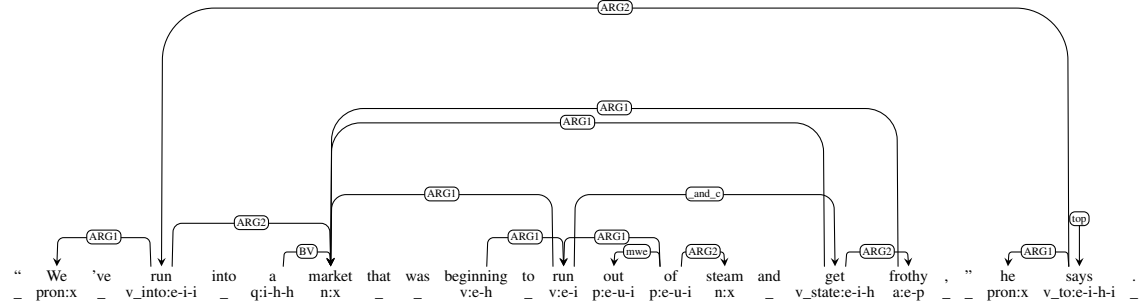 ARG2
ARG1
ARG1
ARG1 _and_c
top
ARG1 ARG2 BV ARG1 ARG1 mwe ARG2 ARG2 ARG1
“ We ’ve run into a market that was beginning to run out of steam and get frothy , ” he says .
_ pron:x _ v_into:e-i-i _ q:i-h-h n:x _ _ v:e-h _ v:e-i p:e-u-i p:e-u-i n:x _ v_state:e-i-h a:e-p _ _ pron:x v_to:e-i-h-i _